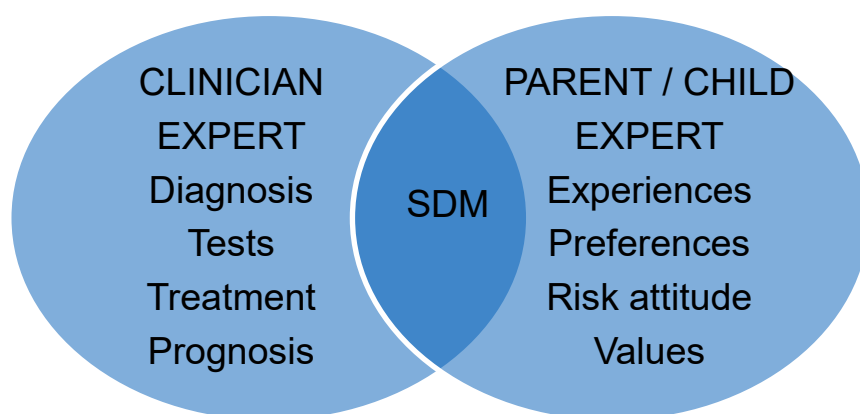 CLINICIAN
EXPERT
Diagnosis
Tests
Treatment
Prognosis
SDM
PARENT / CHILD
EXPERT
Experiences
Preferences
Risk attitude
Values